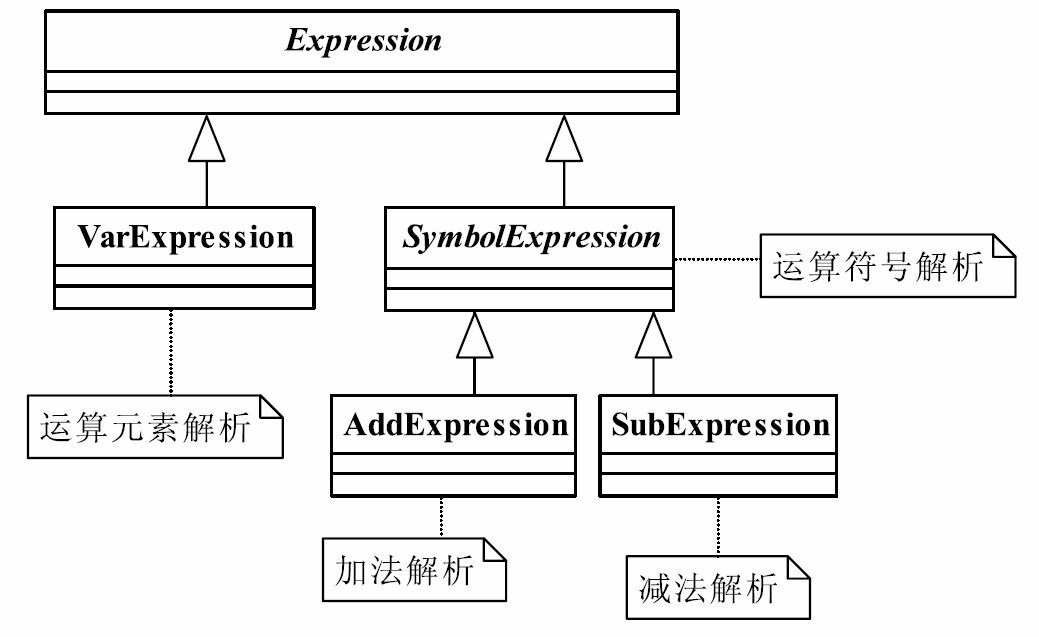 Expression
VarExpression
SymbolExpression
运算符号解析
运算元素解析
AddExpression
SubExpression
加法解析
减法解析